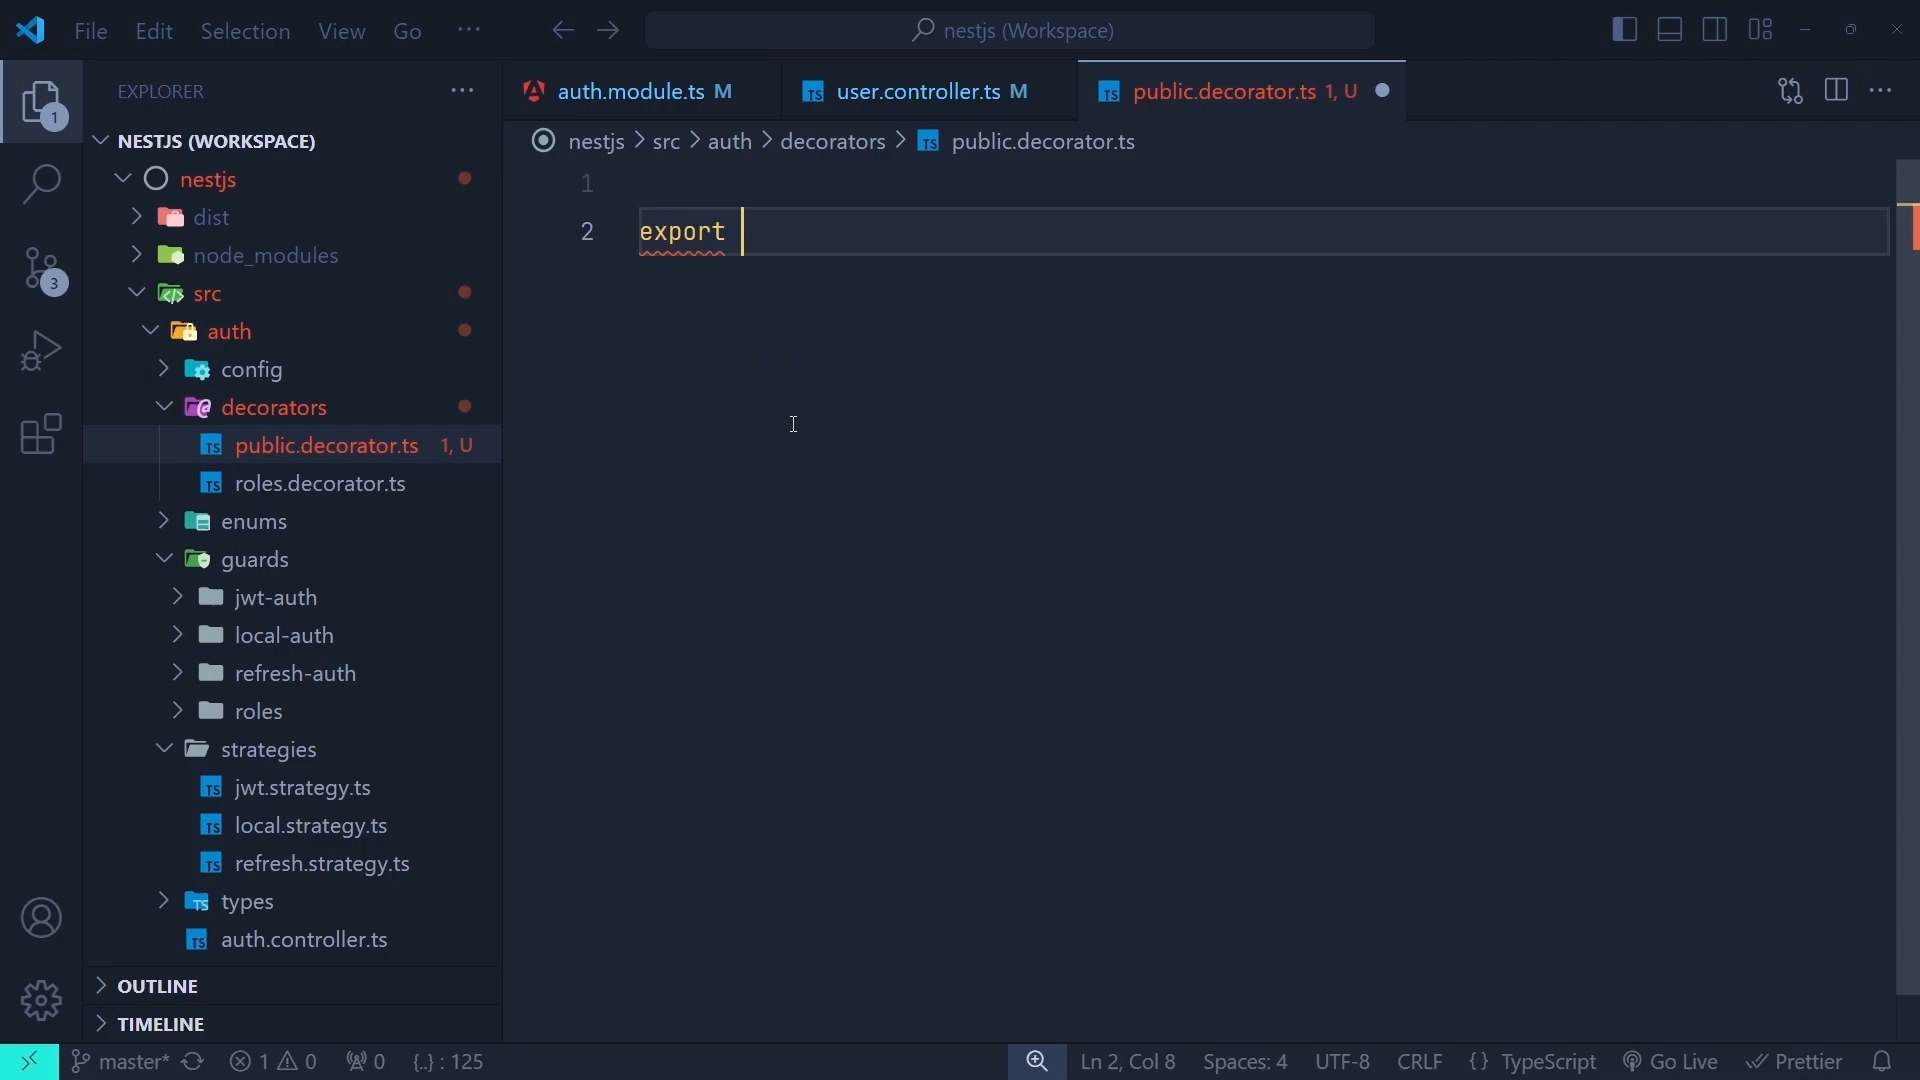 File Edit Selection View Go ··· nestjs (Workspace)
EXPLORER ···
auth.module.ts M user.controller.ts M public.decorator.ts 1, U
nestjs > src > auth > decorators > public.decorator.ts
NESTJS (WORKSPACE)
nestjs
dist
node_modules
src
auth
config
decorators
public.decorator.ts 1, U
roles.decorator.ts
enums
guards
jwt-auth
local-auth
refresh-auth
roles
strategies
jwt.strategy.ts
local.strategy.ts
refresh.strategy.ts
types
auth.controller.ts
OUTLINE
TIMELINE
1
2 export
1
3
master* 1 0 0 {..} : 125 Ln 2, Col 8 Spaces: 4 UTF-8 CRLF {} TypeScript Go Live Prettier